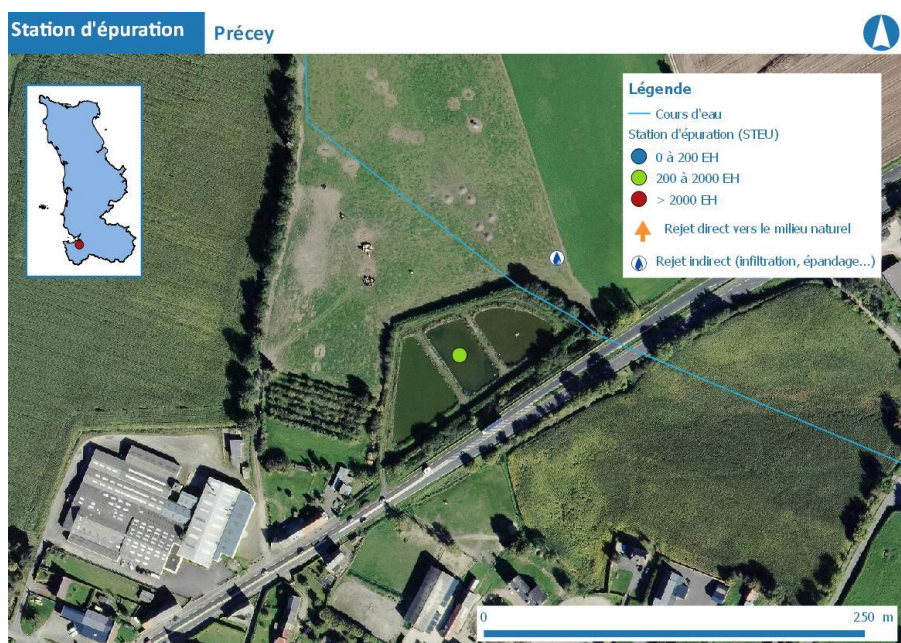 Station d'épuration
Précey
Légende
Cours d'eau
Station d'épuration (STEU)
0 à 200 EH
200 à 2000 EH
> 2000 EH
Rejet direct vers le milieu naturel
Rejet indirect (infiltration, épandage...)
0
250 m